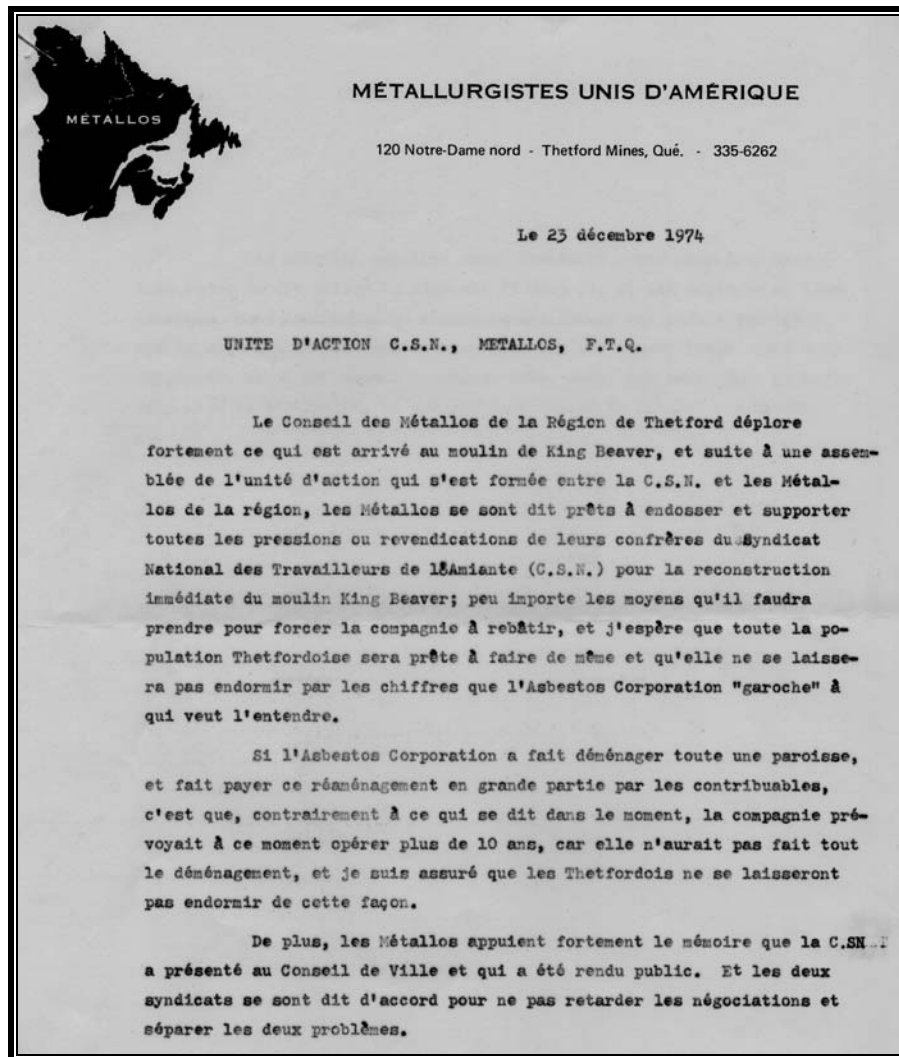 MÉTALLOS
MÉTALLURGISTES UNIS D'AMÉRIQUE
120 Notre-Dame nord - Thetford Mines, Qué. - 335-6262
Le 23 décembre 1974
UNITE D'ACTION C.S.N., METALLOS, F.T.Q.
Le Conseil des Métallos de la Région de Thetford déplore
fortement ce qui est arrivé au moulin de King Beaver, et suite à une assem-
blée de l'unité d'action qui s'est formée entre la C.S.N. et les Métal-
los de la région, les Métallos se sont dit prêts à endosser et supporter
toutes les pressions ou revendications de leurs confrères du Syndicat
National des Travailleurs de l'Amiante (C.S.N.) pour la reconstruction
immédiate du moulin King Beaver; peu importe les moyens qu'il faudra
prendre pour forcer la compagnie à rebâtir, et j'espère que toute la po-
pulation Thetfordoise sera prête à faire de même et qu'elle ne se laisse-
ra pas endormir par les chiffres que l'Asbestos Corporation "garoche" à
qui veut l'entendre.
Si l'Asbestos Corporation a fait déménager toute une paroisse,
et fait payer ce réaménagement en grande partie par les contribuables,
c'est que, contrairement à ce qui se dit dans le moment, la compagnie pré-
voyait à ce moment opérer plus de 10 ans, car elle n'aurait pas fait tout
le déménagement, et je suis assuré que les Thetfordois ne se laisseront
pas endormir de cette façon.
De plus, les Métallos appuient fortement le mémoire que la C.SN
a présenté au Conseil de Ville et qui a été rendu public. Et les deux
syndicats se sont dit d'accord pour ne pas retarder les négociations et
séparer les deux problèmes.